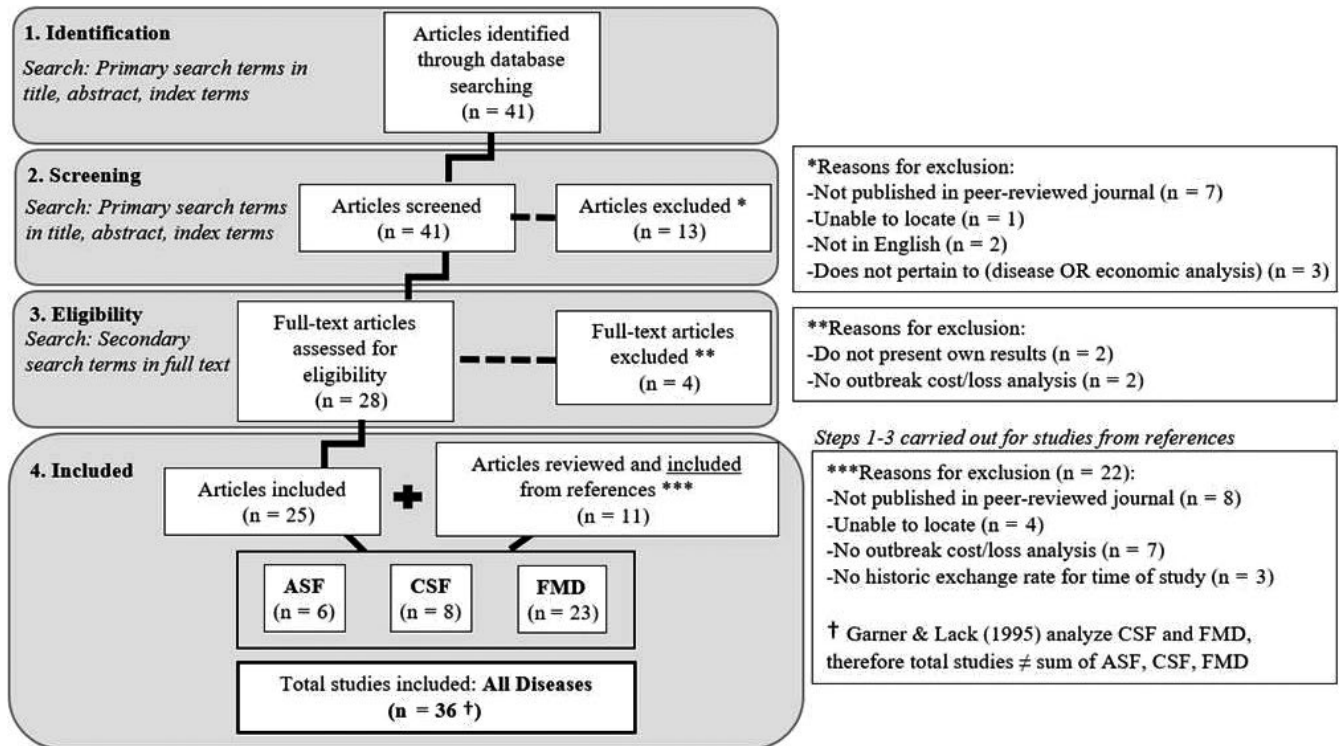 1. Identification
Search: Primary search terms in
title, abstract, index terms
Articles identified
through database
searching
(n = 41)
2. Screening
Search: Primary search terms
in title, abstract, index terms
Articles screened
(n = 41)
Articles excluded *
(n = 13)
*Reasons for exclusion:
-Not published in peer-reviewed journal (n = 7)
-Unable to locate (n = 1)
-Not in English (n = 2)
-Does not pertain to (disease OR economic analysis) (n = 3)
3. Eligibility
Search: Secondary
search terms in full text
Full-text articles
assessed for
eligibility
(n = 28)
Full-text articles
excluded **
(n = 4)
**Reasons for exclusion:
-Do not present own results (n = 2)
-No outbreak cost/loss analysis (n = 2)
4. Included
Articles included
(n = 25)
Articles reviewed and included
from references ***
(n = 11)
Steps 1-3 carried out for studies from references
***Reasons for exclusion (n = 22):
-Not published in peer-reviewed journal (n = 8)
-Unable to locate (n = 4)
-No outbreak cost/loss analysis (n = 7)
-No historic exchange rate for time of study (n = 3)
† Garner & Lack (1995) analyze CSF and FMD,
therefore total studies ≠ sum of ASF, CSF, FMD
ASF
(n = 6)
CSF
(n = 8)
FMD
(n = 23)
Total studies included: All Diseases
(n = 36 †)